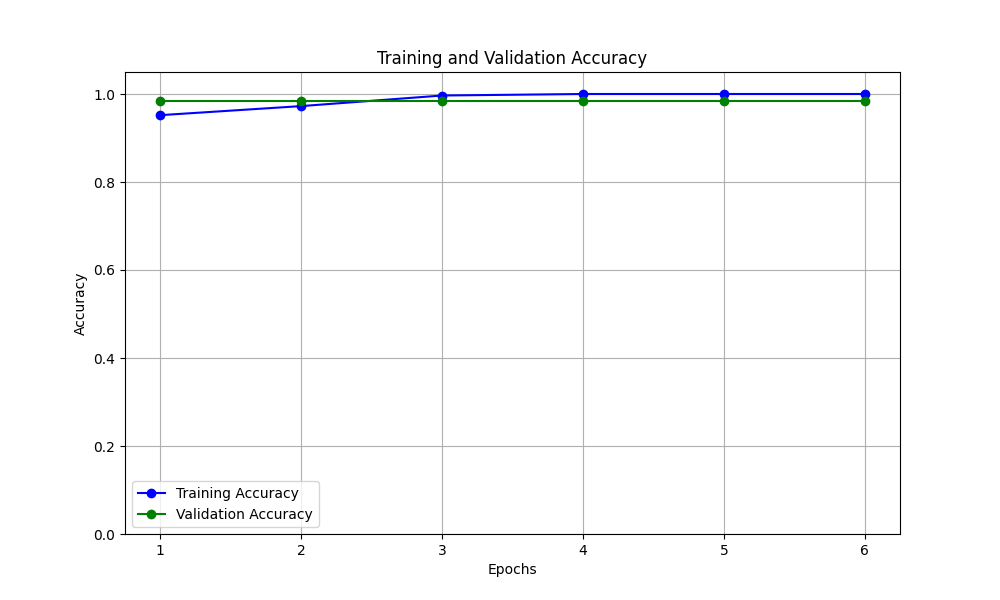 Training and Validation Accuracy
1.0
0.8
0.6
0.4
0.2
0.0
Accuracy
Training Accuracy
Validation Accuracy
1 2 3 4 5 6
Epochs